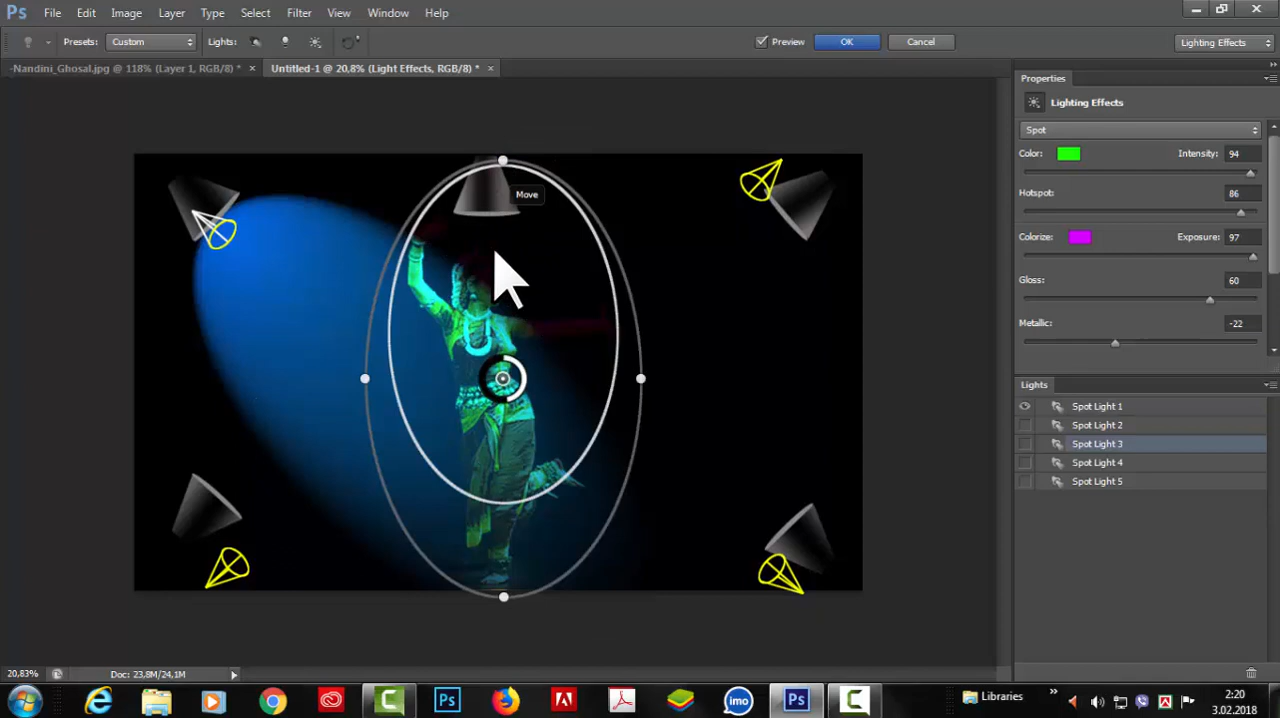 Ps File Edit Image Layer Type Select Filter View Window Help
Presets: Custom Lights: Preview OK Cancel Lighting Effects
-Nandini_Ghosal.jpg @ 118% (Layer 1, RGB/8) * × Untitled-1 @ 20,8% (Light Effects, RGB/8) * ×
Properties
Lighting Effects
Spot
Color: Intensity: 94
Hotspot: 86
Colorize: Exposure: 97
Gloss: 60
Metallic: -22
Move
Lights
Spot Light 1
Spot Light 2
Spot Light 3
Spot Light 4
Spot Light 5
20,83% Doc: 23,8M/24,1M
Ps imo Ps Libraries » 2:20
3.02.2018